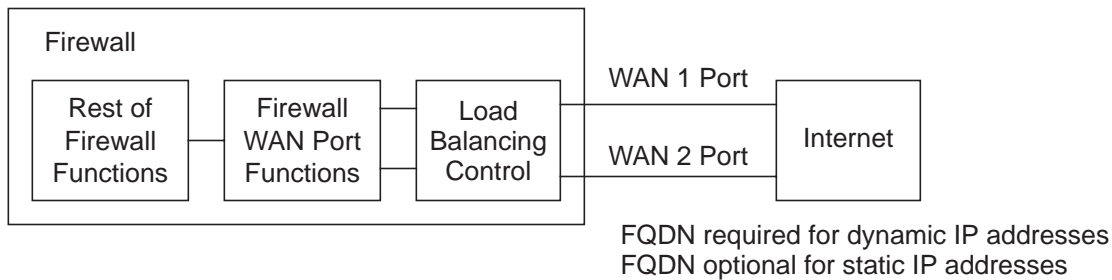 Firewall
Rest of
Firewall
Functions
Firewall
WAN Port
Functions
Load
Balancing
Control
WAN 1 Port
WAN 2 Port
Internet
FQDN required for dynamic IP addresses
FQDN optional for static IP addresses